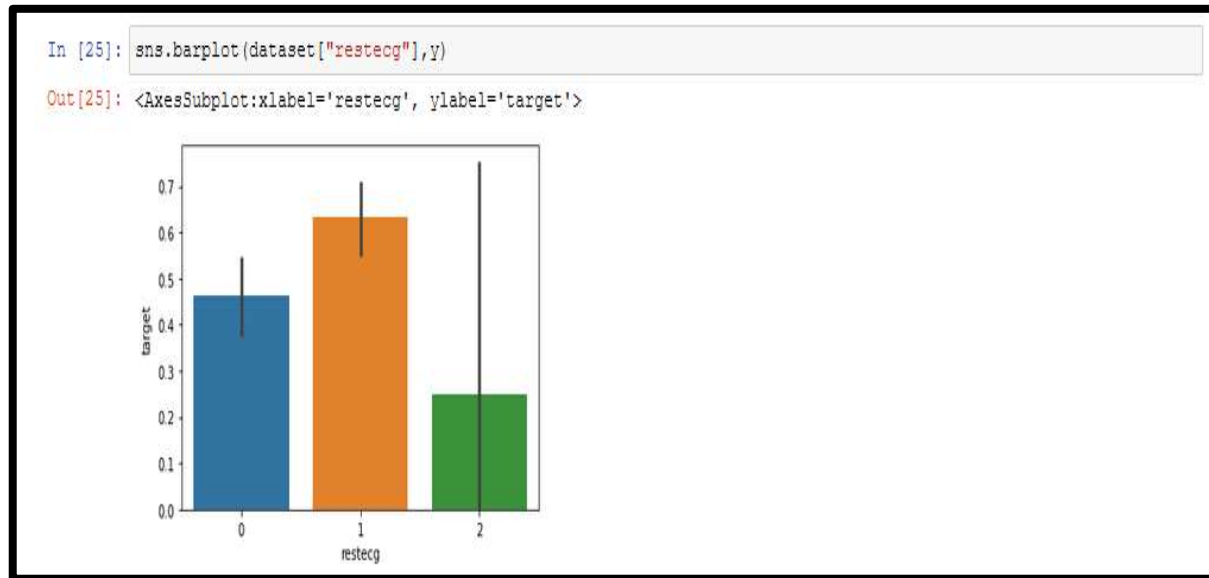 In [25]: sns.barplot(dataset["restecg"],y)
Out[25]: <AxesSubplot:xlabel='restecg', ylabel='target'>
0.7
0.6
0.5
0.4
0.3
0.2
0.1
0.0
target
0 1 2
restecg